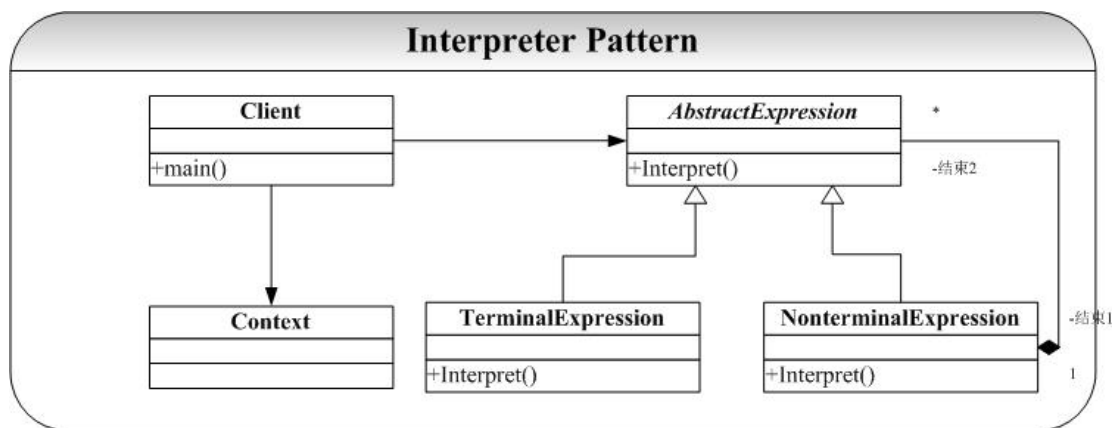 Interpreter Pattern
Client
+main()
AbstractExpression
+Interpret()
*
-结束2
Context
TerminalExpression
+Interpret()
NonterminalExpression
+Interpret()
-结束1
1